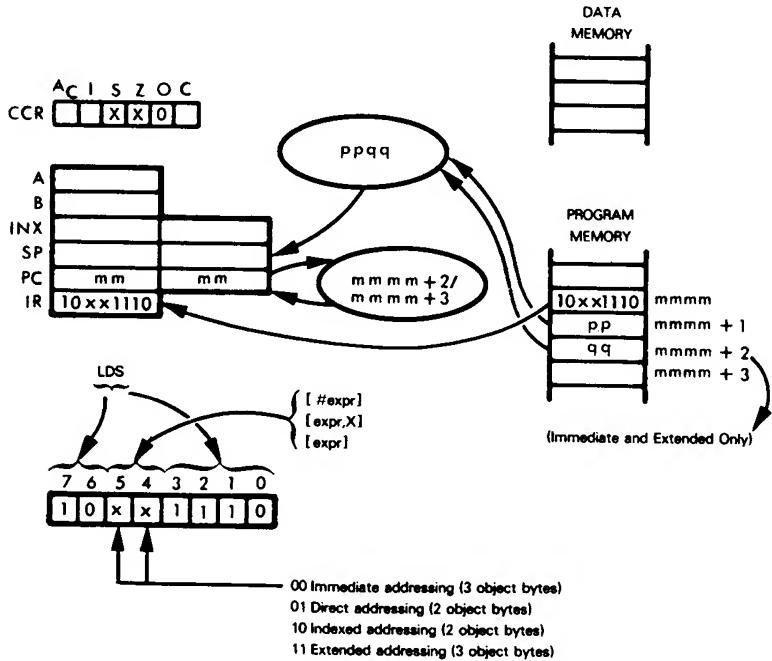 DATA
MEMORY
AC I S Z O C
CCR X X 0
ppqq
A
B
INX
SP
PC mm mm
IR 10xx1110
mmmm + 2/
mmmm + 3
PROGRAM
MEMORY
10xx1110 mmmm
pp mmmm + 1
qq mmmm + 2
mmmm + 3
(Immediate and Extended Only)
LDS
[ #expr]
[expr,X]
[expr]
7 6 5 4 3 2 1 0
1 0 x x 1 1 1 0
00 Immediate addressing (3 object bytes)
01 Direct addressing (2 object bytes)
10 Indexed addressing (2 object bytes)
11 Extended addressing (3 object bytes)